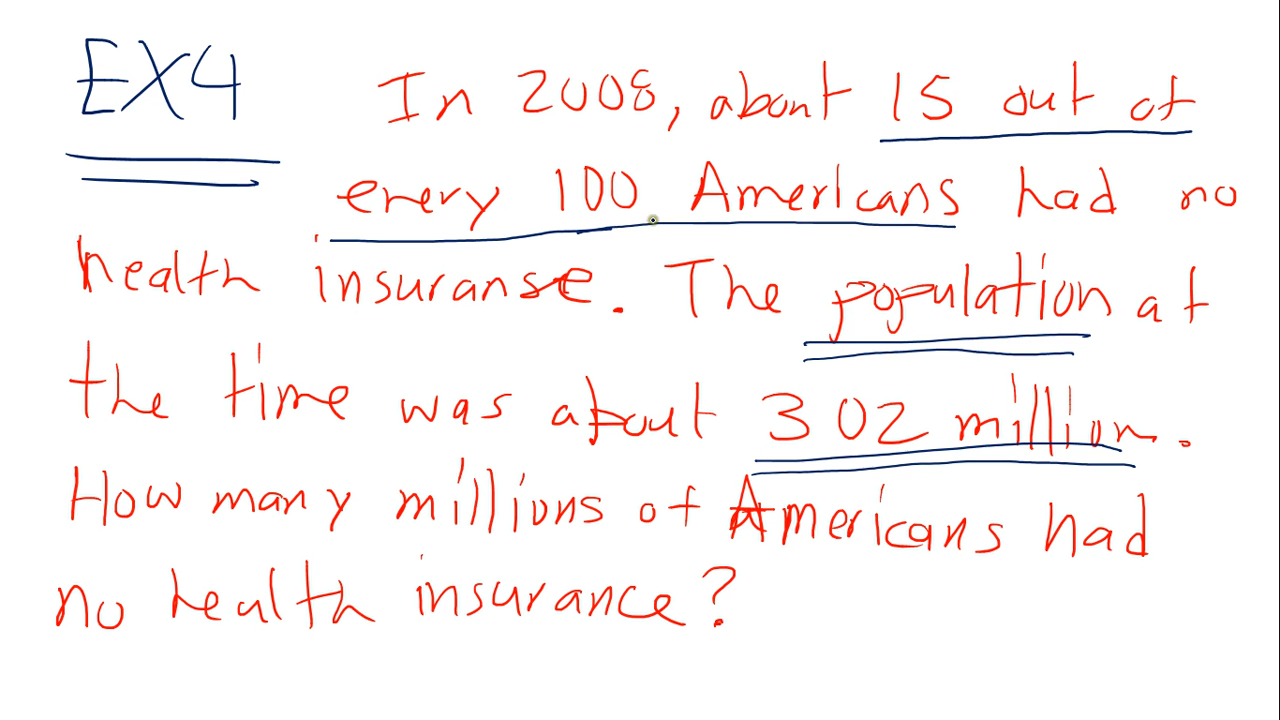 EX4 In 2008, about 15 out of
every 100 Americans had no
health insuranse. The population at
the time was about 302 million.
How many millions of Americans had
no health insurance?